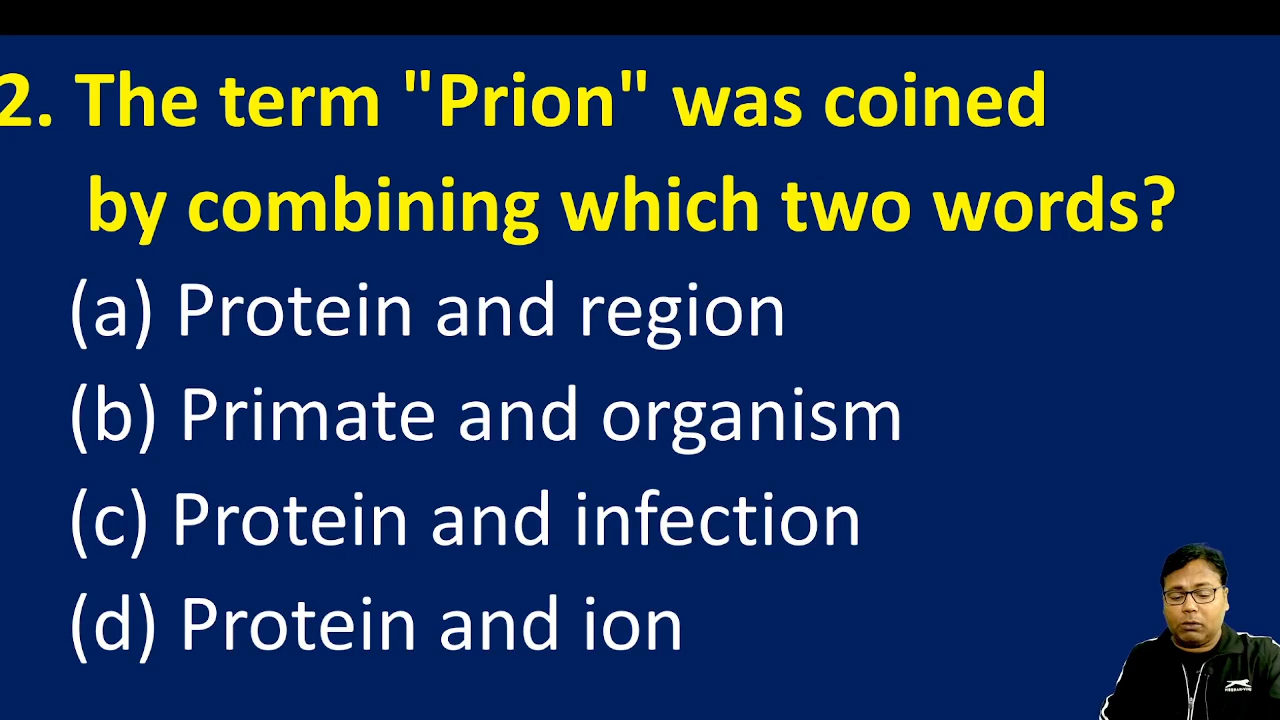 2. The term "Prion" was coined
by combining which two words?
(a) Protein and region
(b) Primate and organism
(c) Protein and infection
(d) Protein and ion